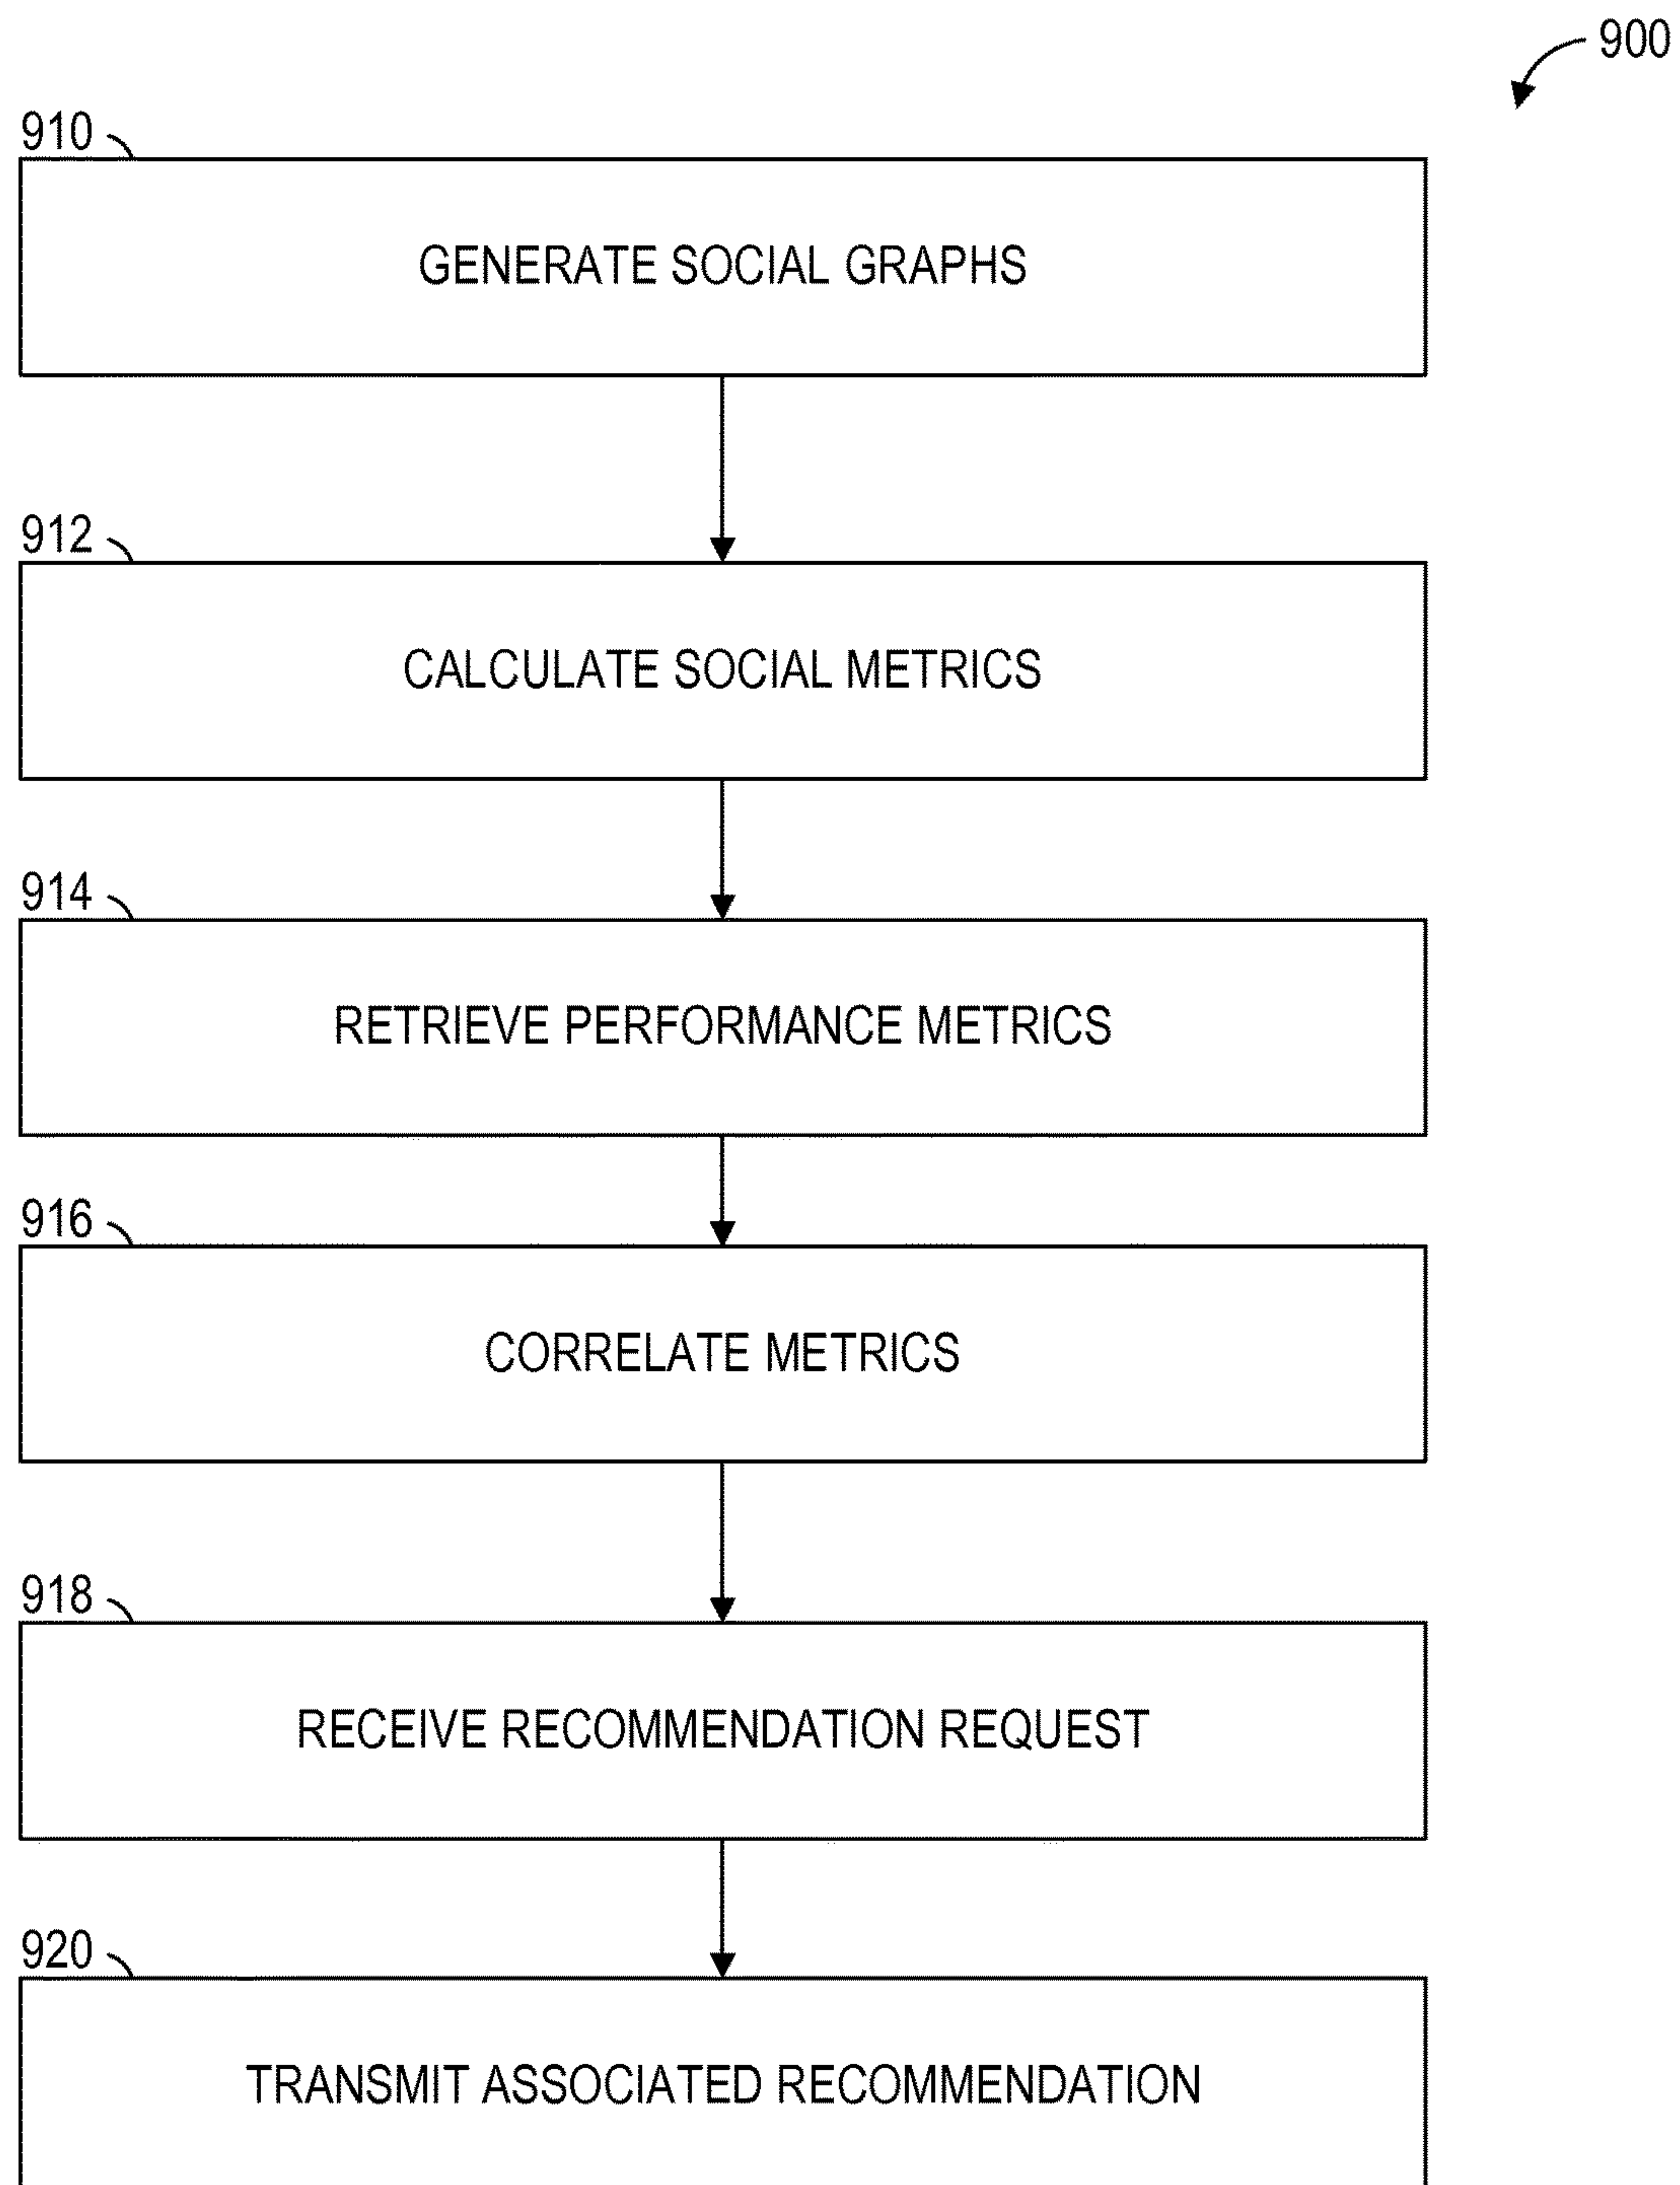 900
910
GENERATE SOCIAL GRAPHS
912
CALCULATE SOCIAL METRICS
914
RETRIEVE PERFORMANCE METRICS
916
CORRELATE METRICS
918
RECEIVE RECOMMENDATION REQUEST
920
TRANSMIT ASSOCIATED RECOMMENDATION